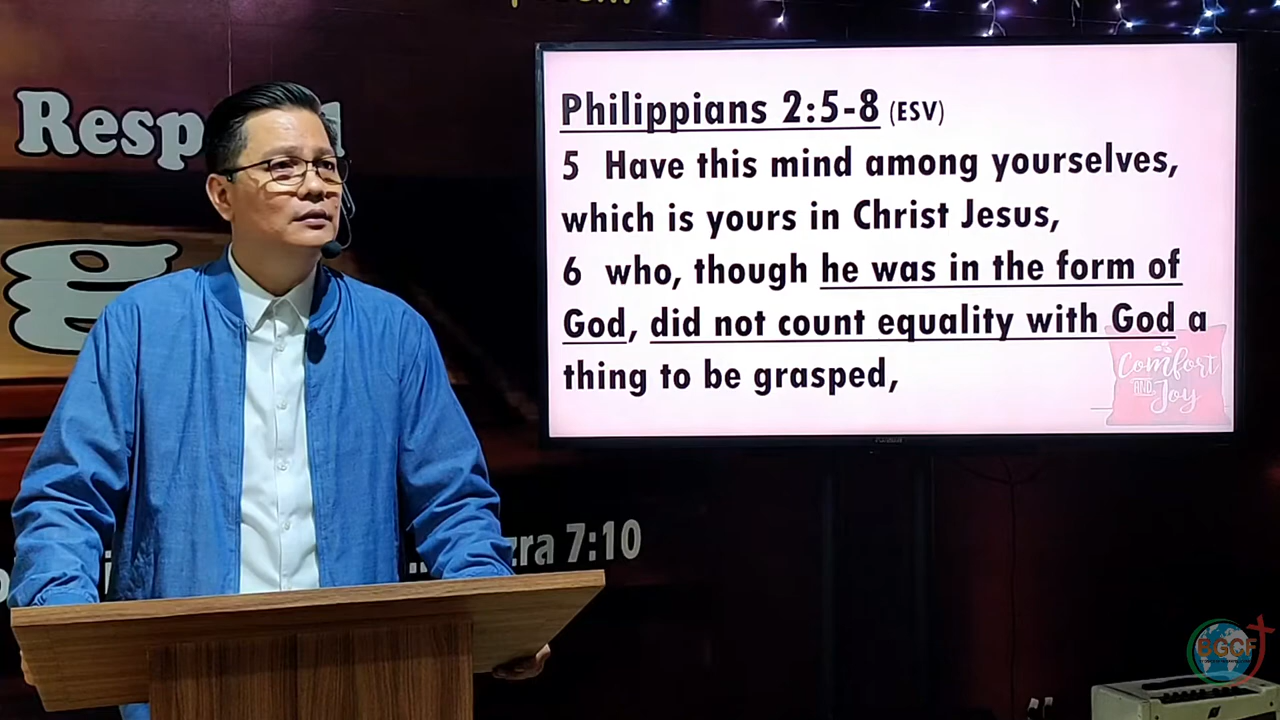 Resp
Philippians 2:5-8 (ESV)
5 Have this mind among yourselves,
which is yours in Christ Jesus,
6 who, though he was in the form of
God, did not count equality with God a
thing to be grasped,
Comfort
AND
Joy
zra 7:10
BGCF